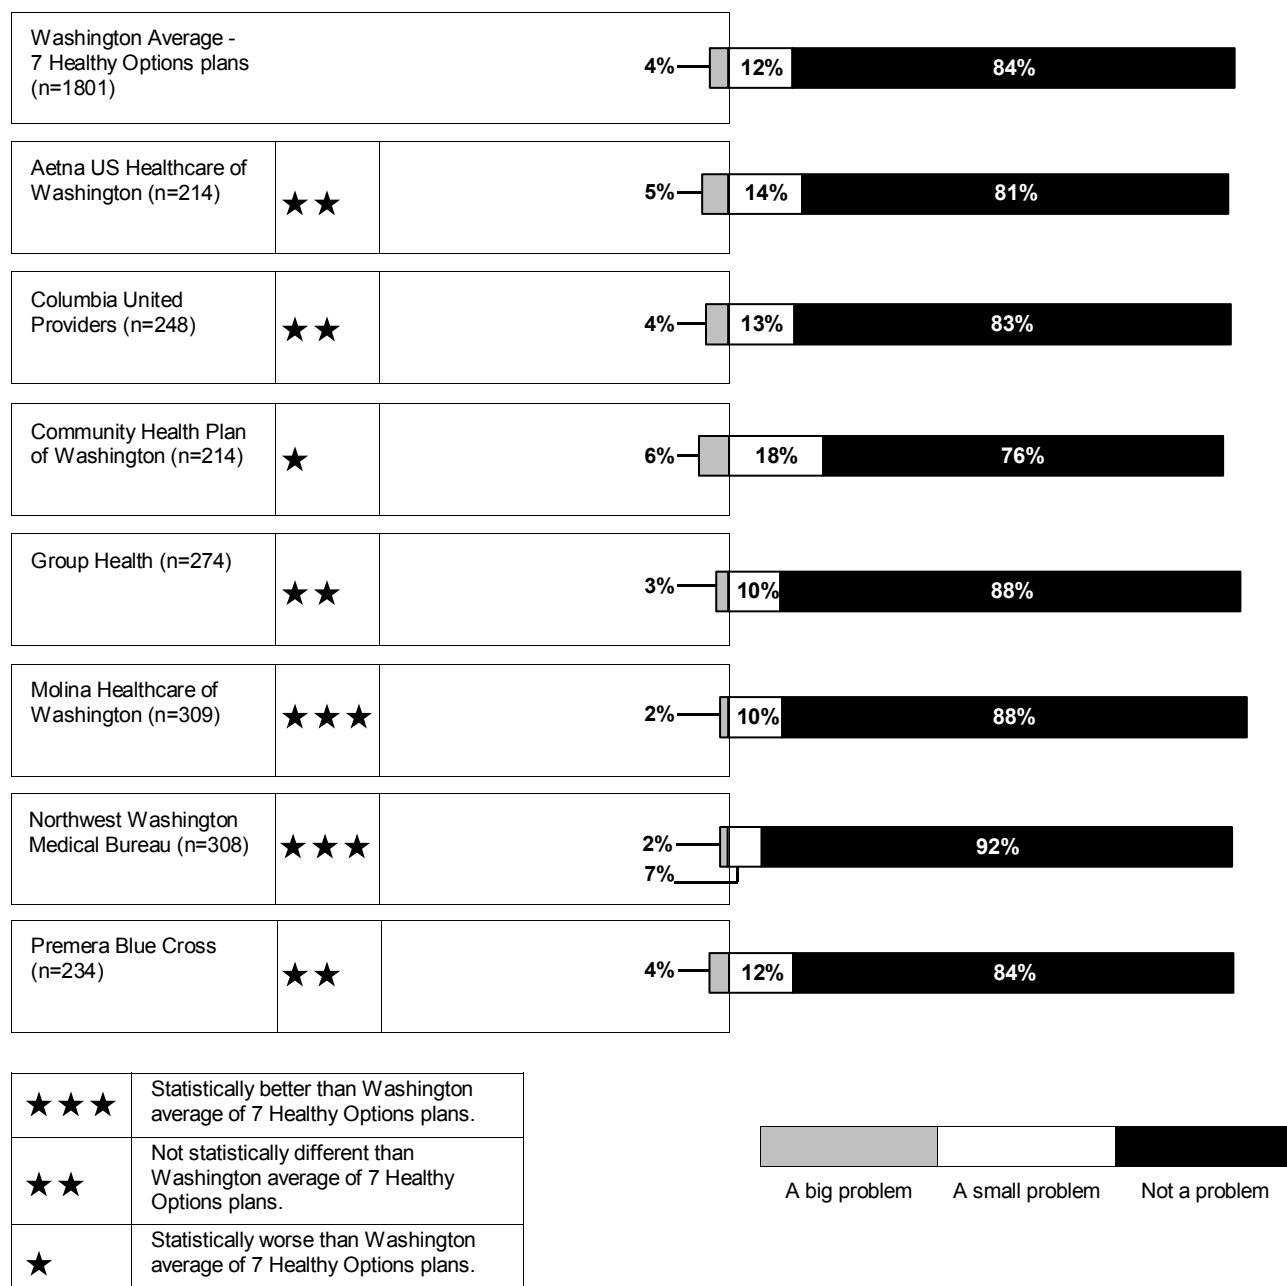 Washington Average -
7 Healthy Options plans
(n=1801)
4% 12% 84%
Aetna US Healthcare of
Washington (n=214)
★★
5% 14% 81%
Columbia United
Providers (n=248)
★★
4% 13% 83%
Community Health Plan
of Washington (n=214)
★
6% 18% 76%
Group Health (n=274)
★★
3% 10% 88%
Molina Healthcare of
Washington (n=309)
★★★
2% 10% 88%
Northwest Washington
Medical Bureau (n=308)
★★★
2% 92%
7%
Premera Blue Cross
(n=234)
★★
4% 12% 84%
★★★
Statistically better than Washington
average of 7 Healthy Options plans.
★★
Not statistically different than
Washington average of 7 Healthy
Options plans.
★
Statistically worse than Washington
average of 7 Healthy Options plans.
A big problem A small problem Not a problem